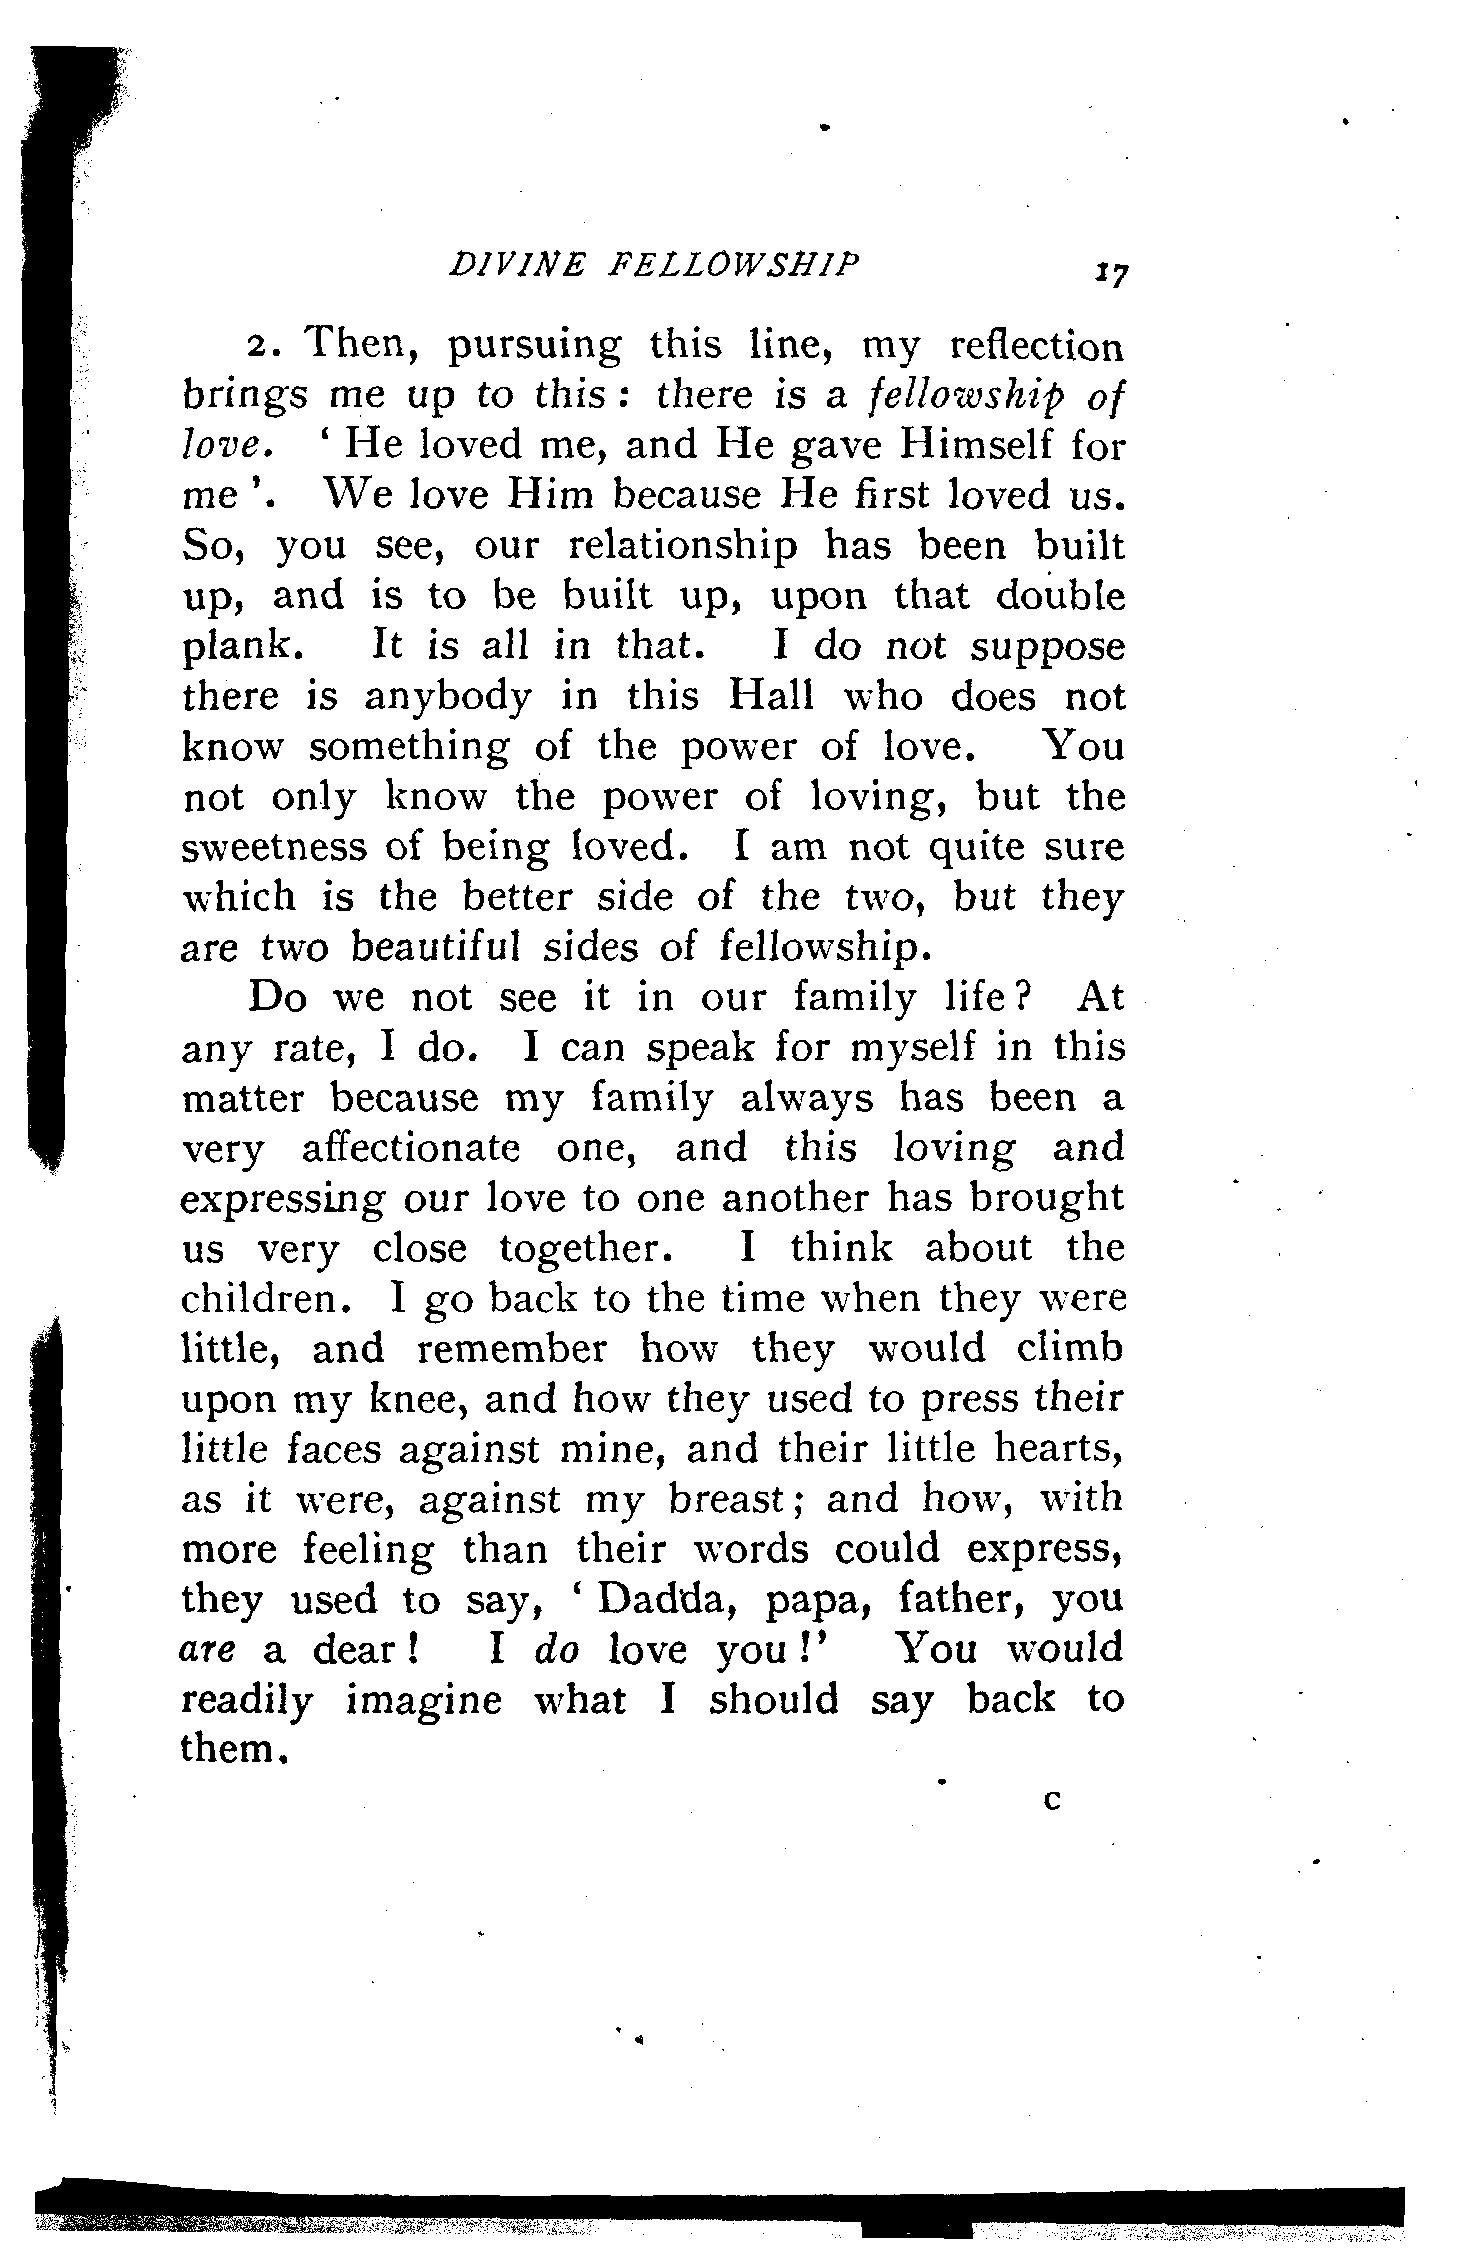 DIVINE FELLOWSHIP 17
2. Then, pursuing this line, my reflection
brings me up to this : there is a fellowship of
love. ‘ He loved me, and He gave Himself for
me ’. We love Him because He first loved us.
So, you see, our relationship has been built
up, and is to be built up, upon that double
plank. It is all in that. I do not suppose
there is anybody in this Hall who does not
know something of the power of love. You
not only know the power of loving, but the
sweetness of being loved. I am not quite sure
which is the better side of the two, but they
are two beautiful sides of fellowship.
Do we not see it in our family life ? At
any rate, I do. I can speak for myself in this
matter because my family always has been a
very affectionate one, and this loving and
expressing our love to one another has brought
us very close together. I think about the
children. I go back to the time when they were
little, and remember how they would climb
upon my knee, and how they used to press their
little faces against mine, and their little hearts,
as it were, against my breast ; and how, with
more feeling than their words could express,
they used to say, ‘ Dadda, papa, father, you
are a dear ! I do love you !’ You would
readily imagine what I should say back to
them.
C